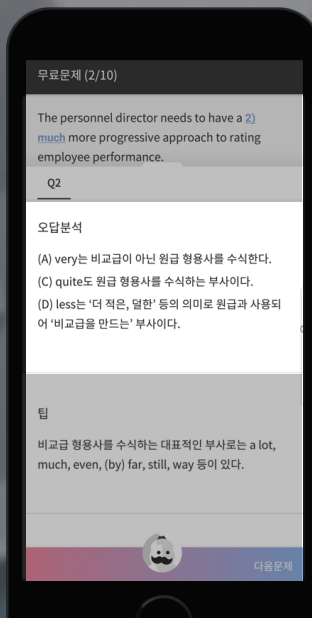 무료문제 (2/10)
The personnel director needs to have a 2)
much more progressive approach to rating
employee performance.
Q2
오답분석
(A) very는 비교급이 아닌 원급 형용사를 수식한다.
(C) quite도 원급 형용사를 수식하는 부사이다.
(D) less는 ‘더 적은, 덜한’ 등의 의미로 원급과 사용되
어 ‘비교급을 만드는’ 부사이다.
팁
비교급 형용사를 수식하는 대표적인 부사로는 a lot,
much, even, (by) far, still, way 등이 있다.
다음문제